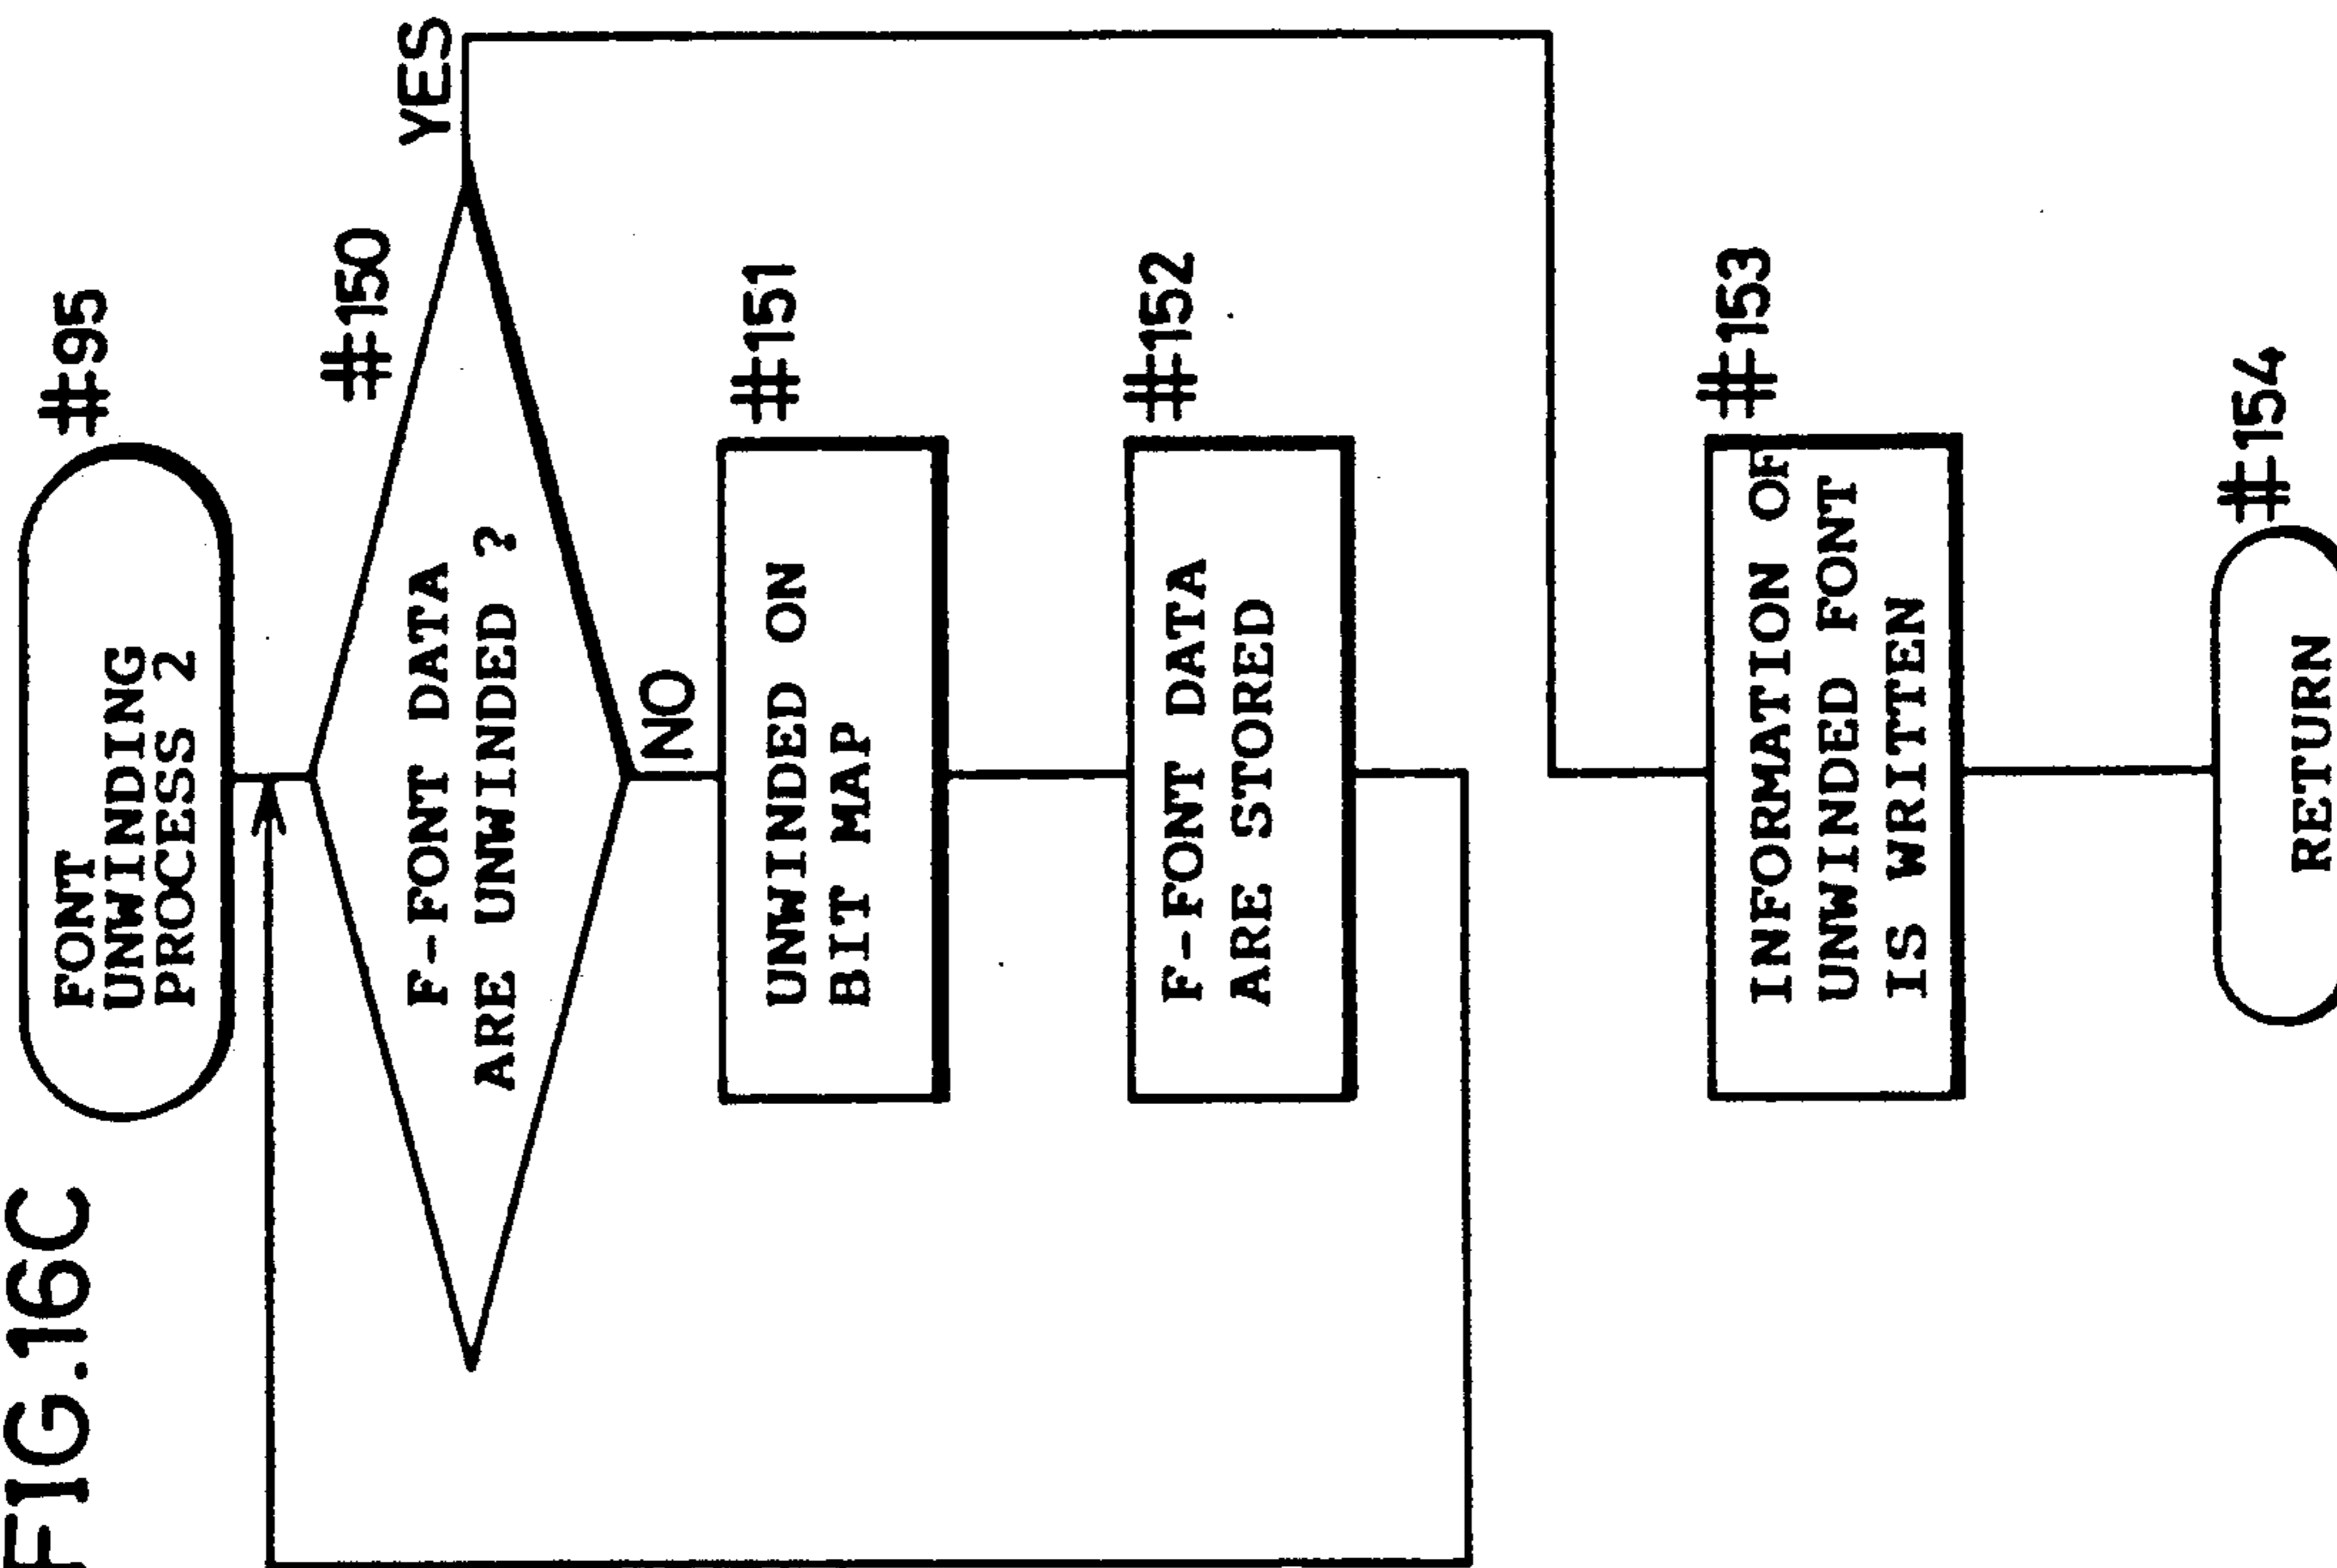 FIG.16C
FONT
UNWINDING
PROCESS 2
#95
#150
F-FONT DATA
ARE UNWINDED ?
YES
NO
#151
UNWINDED ON
BIT MAP
#152
F-FONT DATA
ARE STORED
#153
INFORMATION OF
UNWINDED FONT
IS WRITTEN
#154
RETURN